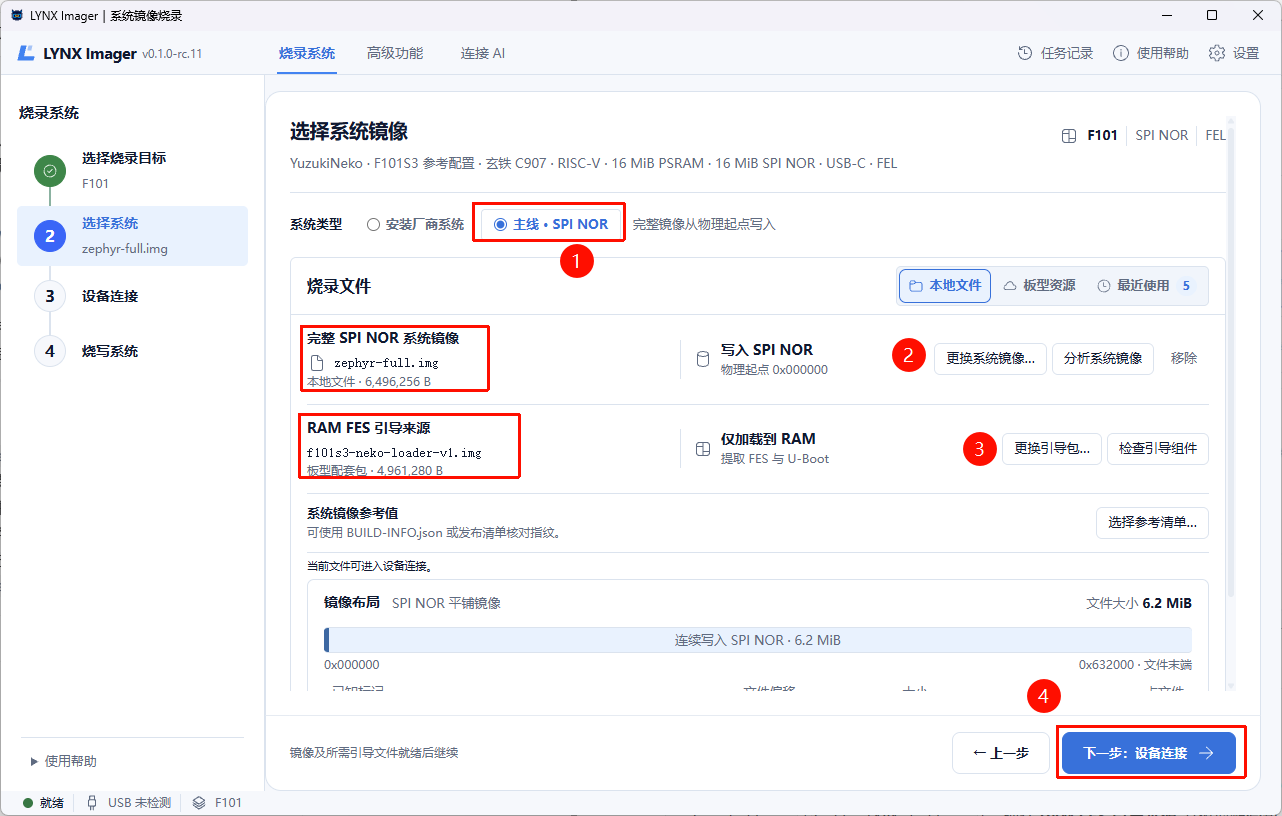 LYNX Imager | 系统镜像烧录
LYNX Imager v0.1.0-rc.11
烧录系统 高级功能 连接 AI
任务记录 使用帮助 设置
烧录系统
选择烧录目标
F101
2 选择系统
zephyr-full.img
3 设备连接
4 烧写系统
使用帮助
选择系统镜像
F101 SPI NOR FEL
YuzukiNeko · F101S3 参考配置 · 玄铁 C907 · RISC-V · 16 MiB PSRAM · 16 MiB SPI NOR · USB-C · FEL
系统类型 安装厂商系统 主线 · SPI NOR 完整镜像从物理起点写入
1
烧录文件 本地文件 板型资源 最近使用 5
完整 SPI NOR 系统镜像
zephyr-full.img
本地文件 · 6,496,256 B
写入 SPI NOR
物理起点 0x000000
2 更换系统镜像... 分析系统镜像 移除
RAM FES 引导来源
f101s3-neko-loader-v1.img
板型配套包 · 4,961,280 B
仅加载到 RAM
提取 FES 与 U-Boot
3 更换引导包... 检查引导组件
系统镜像参考值
可使用 BUILD-INFO.json 或发布清单核对指纹。
选择参考清单...
当前文件可进入设备连接。
镜像布局 SPI NOR 平铺镜像 文件大小 6.2 MiB
连续写入 SPI NOR · 6.2 MiB
0x000000 0x632000 · 文件末端
已知标记 文件偏移 大小 占文件
4
镜像及所需引导文件就绪后继续 ←上一步 下一步：设备连接 →
就绪 USB 未检测 F101